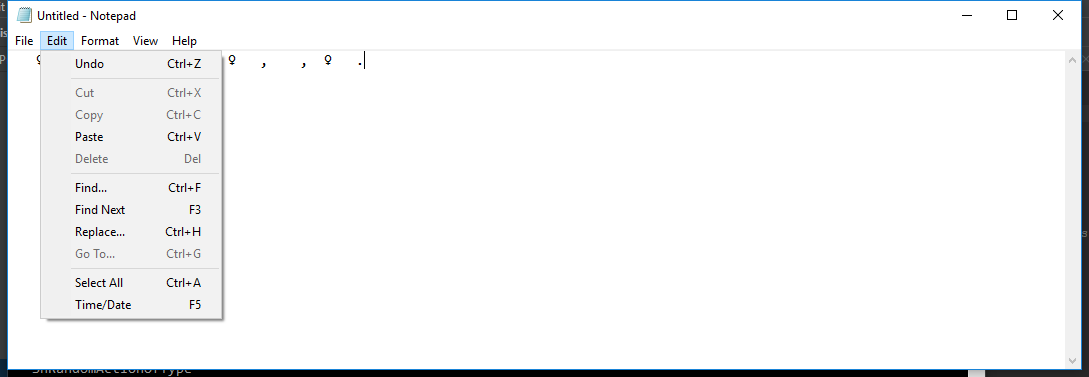 Untitled - Notepad
File Edit Format View Help
♀ , , ♀ .
Undo Ctrl+Z
Cut Ctrl+X
Copy Ctrl+C
Paste Ctrl+V
Delete Del
Find... Ctrl+F
Find Next F3
Replace... Ctrl+H
Go To... Ctrl+G
Select All Ctrl+A
Time/Date F5